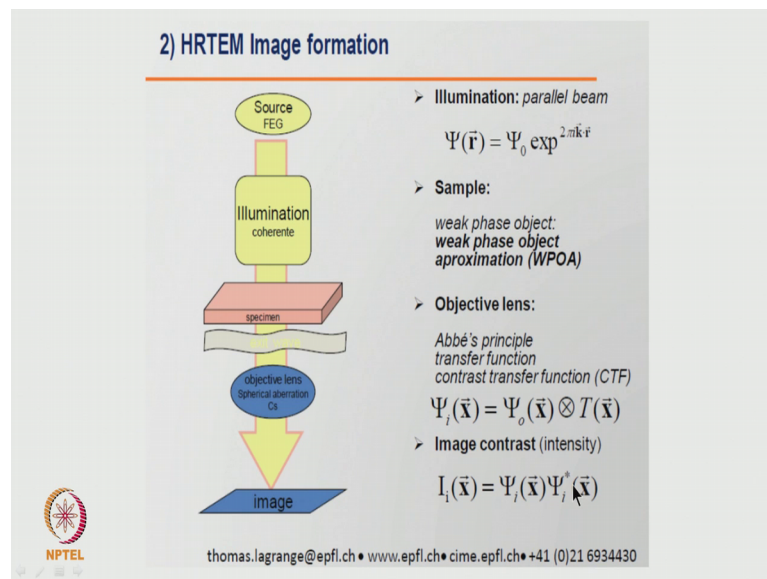 2) HRTEM Image formation
Source
FEG
Illumination
coherente
specimen
objective lens
Spherical aberration
Cs
image
➢ Illumination: parallel beam
Ψ(r⃗) = Ψ₀ exp^{2πik⃗·r⃗}
➢ Sample:
weak phase object:
weak phase object
aproximation (WPOA)
➢ Objective lens:
Abbé's principle
transfer function
contrast transfer function (CTF)
Ψᵢ(x⃗) = Ψₒ(x⃗) ⊗ T(x⃗)
➢ Image contrast (intensity)
Iᵢ(x⃗) = Ψᵢ(x⃗)Ψᵢ*(x⃗)
NPTEL
thomas.lagrange@epfl.ch • www.epfl.ch • cime.epfl.ch • +41 (0)21 6934430